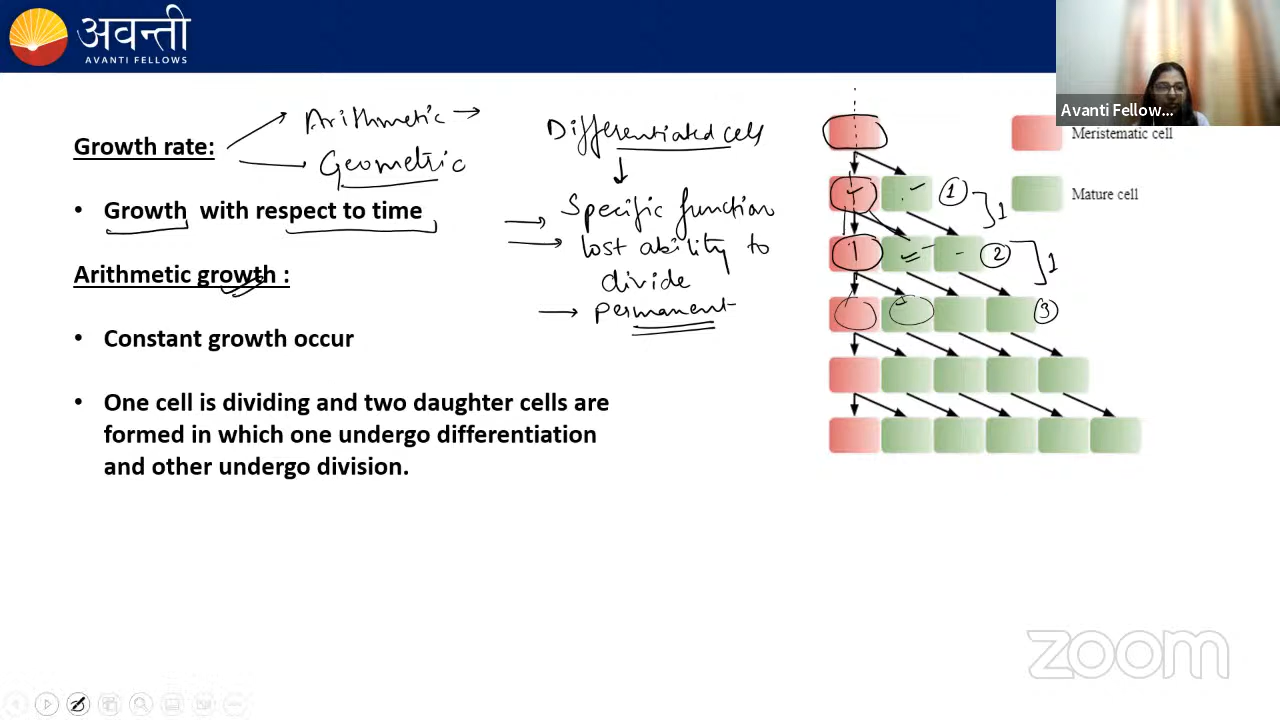 अवन्ती
AVANTI FELLOWS
Avanti Fellow...
Growth rate:
Arithmetic
Geometric
• Growth with respect to time
Arithmetic growth :
• Constant growth occur
• One cell is dividing and two daughter cells are
formed in which one undergo differentiation
and other undergo division.
Differentiated cells
Specific function
lost ability to
divide
permanent
1
1
1
2
1
3
Meristematic cell
Mature cell
zoom